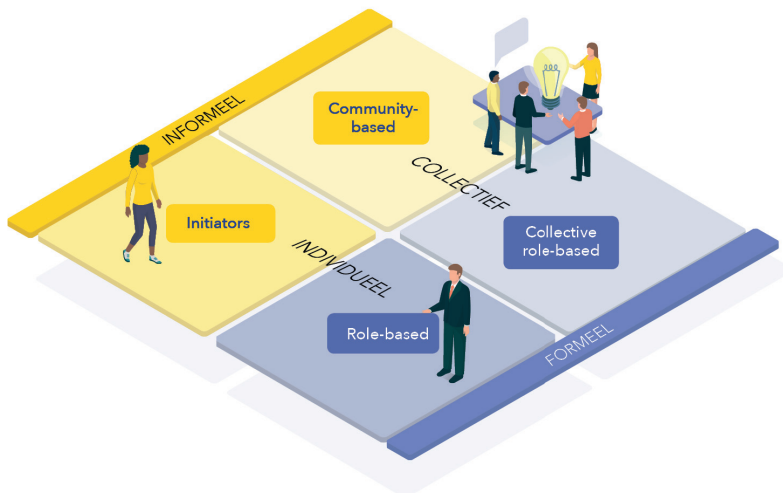 INFORMEEL
Community-
based
COLLECTIEF
Initiators
INDIVIDUEEL
Collective
role-based
Role-based
FORMEEL